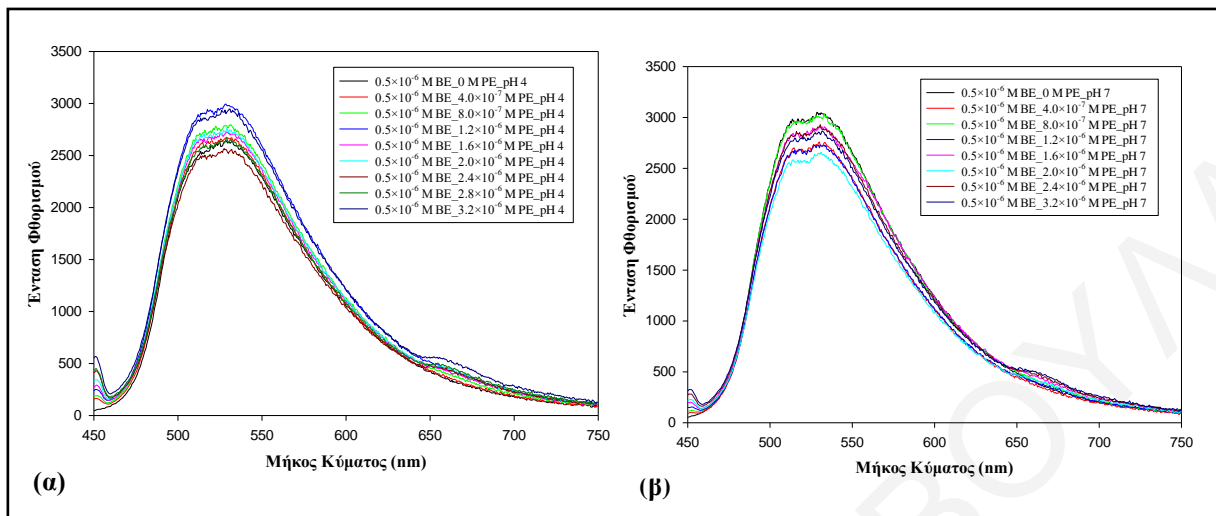 3500
3000
2500
2000
1500
1000
500
0
Ένταση Φθορισμού
0.5×10⁻⁶ M BE_0 M PE_pH 4
0.5×10⁻⁶ M BE_4.0×10⁻⁷ M PE_pH 4
0.5×10⁻⁶ M BE_8.0×10⁻⁷ M PE_pH 4
0.5×10⁻⁶ M BE_1.2×10⁻⁶ M PE_pH 4
0.5×10⁻⁶ M BE_1.6×10⁻⁶ M PE_pH 4
0.5×10⁻⁶ M BE_2.0×10⁻⁶ M PE_pH 4
0.5×10⁻⁶ M BE_2.4×10⁻⁶ M PE_pH 4
0.5×10⁻⁶ M BE_2.8×10⁻⁶ M PE_pH 4
0.5×10⁻⁶ M BE_3.2×10⁻⁶ M PE_pH 4
450 500 550 600 650 700 750
Μήκος Κύματος (nm)
(α)
3500
3000
2500
2000
1500
1000
500
0
Ένταση Φθορισμού
0.5×10⁻⁶ M BE_0 M PE_pH 7
0.5×10⁻⁶ M BE_4.0×10⁻⁷ M PE_pH 7
0.5×10⁻⁶ M BE_8.0×10⁻⁷ M PE_pH 7
0.5×10⁻⁶ M BE_1.2×10⁻⁶ M PE_pH 7
0.5×10⁻⁶ M BE_1.6×10⁻⁶ M PE_pH 7
0.5×10⁻⁶ M BE_2.0×10⁻⁶ M PE_pH 7
0.5×10⁻⁶ M BE_2.4×10⁻⁶ M PE_pH 7
0.5×10⁻⁶ M BE_3.2×10⁻⁶ M PE_pH 7
450 500 550 600 650 700 750
Μήκος Κύματος (nm)
(β)